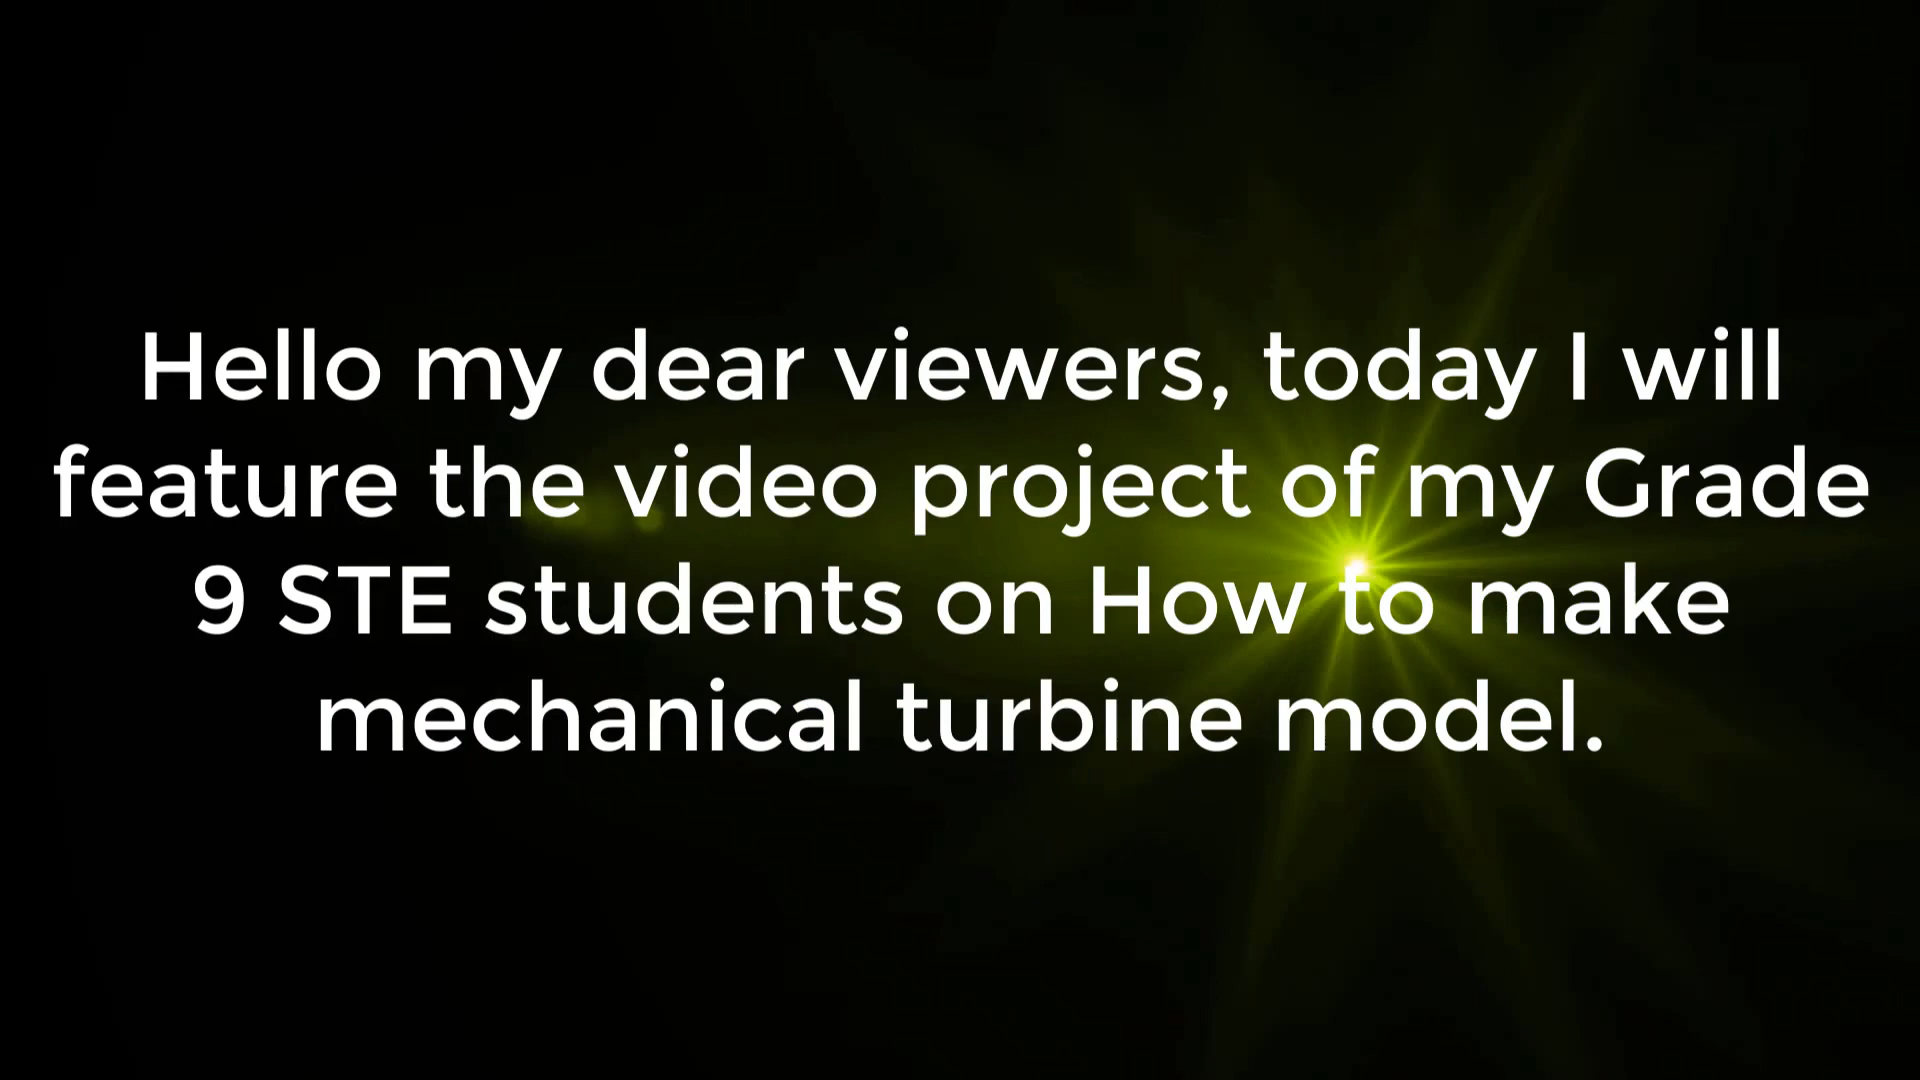 Hello my dear viewers, today I will
feature the video project of my Grade
9 STE students on How to make
mechanical turbine model.